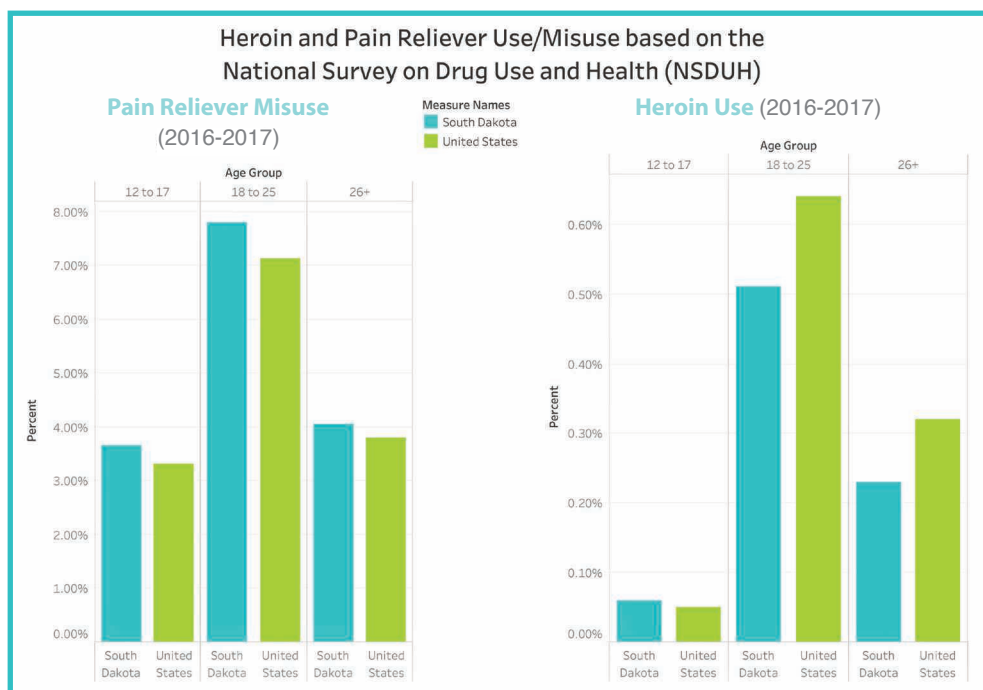 Heroin and Pain Reliever Use/Misuse based on the
National Survey on Drug Use and Health (NSDUH)
Pain Reliever Misuse
(2016-2017)
Measure Names
South Dakota
United States
Heroin Use (2016-2017)
Age Group
12 to 17 18 to 25 26+
8.00%
7.00%
6.00%
5.00%
4.00%
3.00%
2.00%
1.00%
0.00%
Percent
South Dakota United States South Dakota United States South Dakota United States
Age Group
12 to 17 18 to 25 26+
0.60%
0.50%
0.40%
0.30%
0.20%
0.10%
0.00%
Percent
South Dakota United States South Dakota United States South Dakota United States